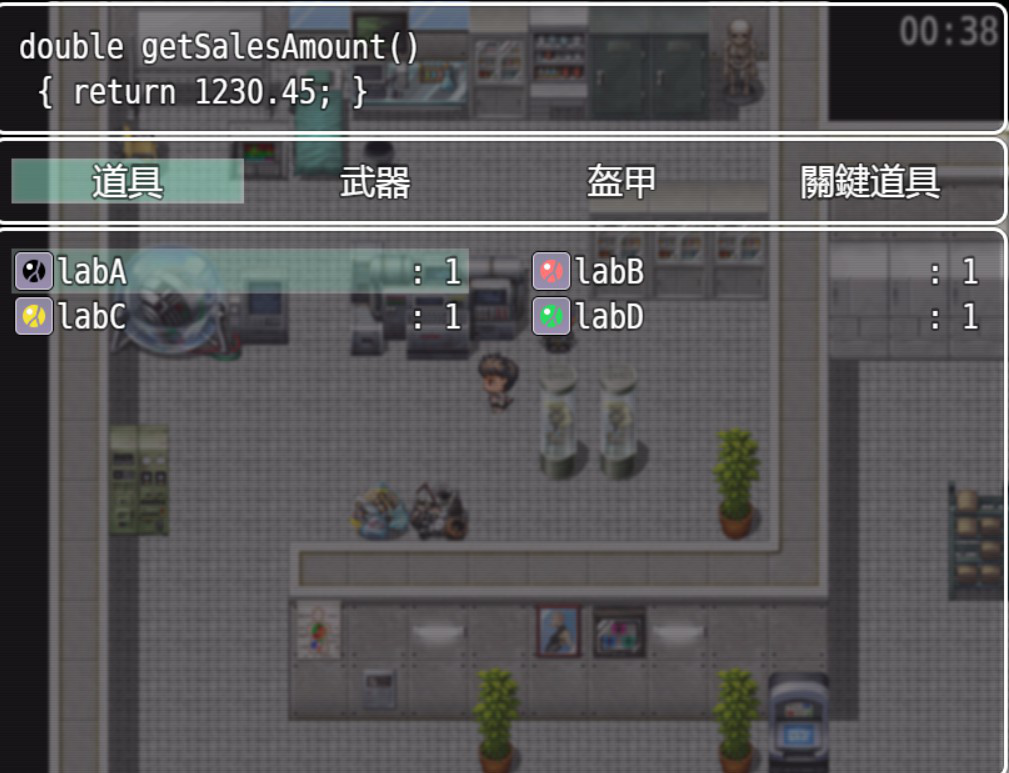 double getSalesAmount()
{ return 1230.45; }
00:38
道具 武器 盔甲 關鍵道具
labA : 1 labB : 1
labC : 1 labD : 1